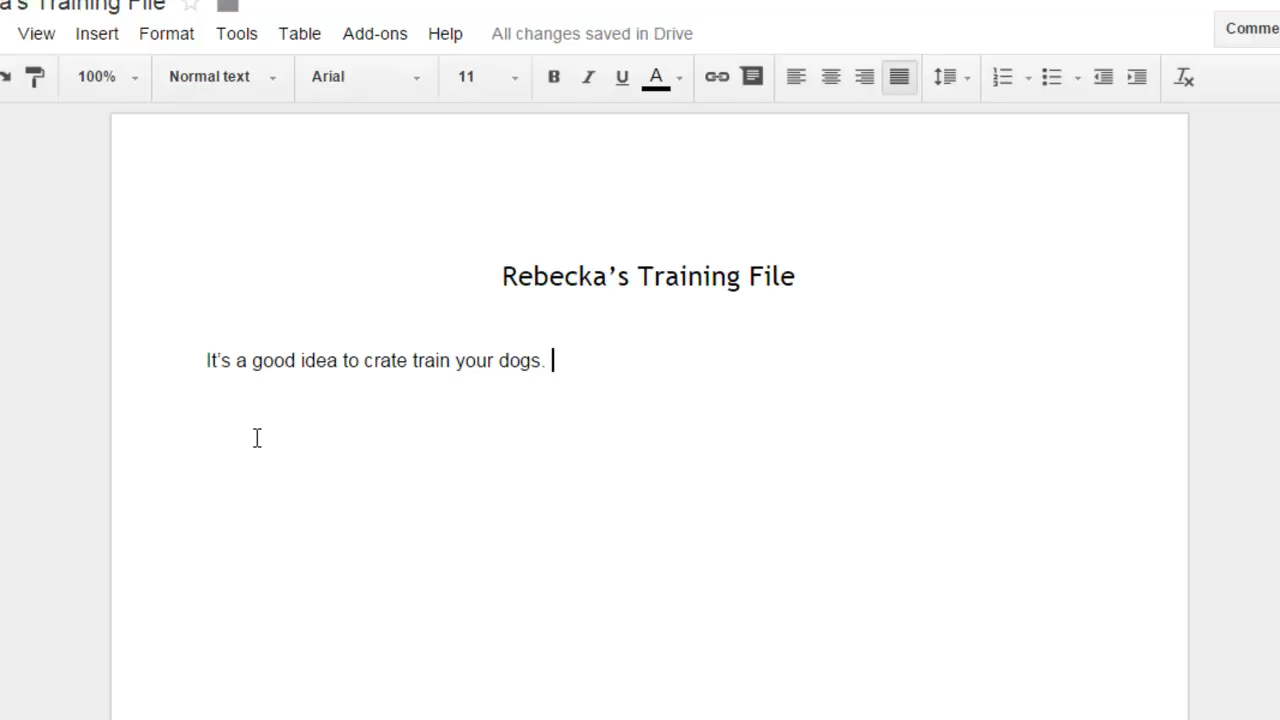 a's Training File
View Insert Format Tools Table Add-ons Help All changes saved in Drive
Comme
100% Normal text Arial 11 B I U A
Rebecka’s Training File
It’s a good idea to crate train your dogs.